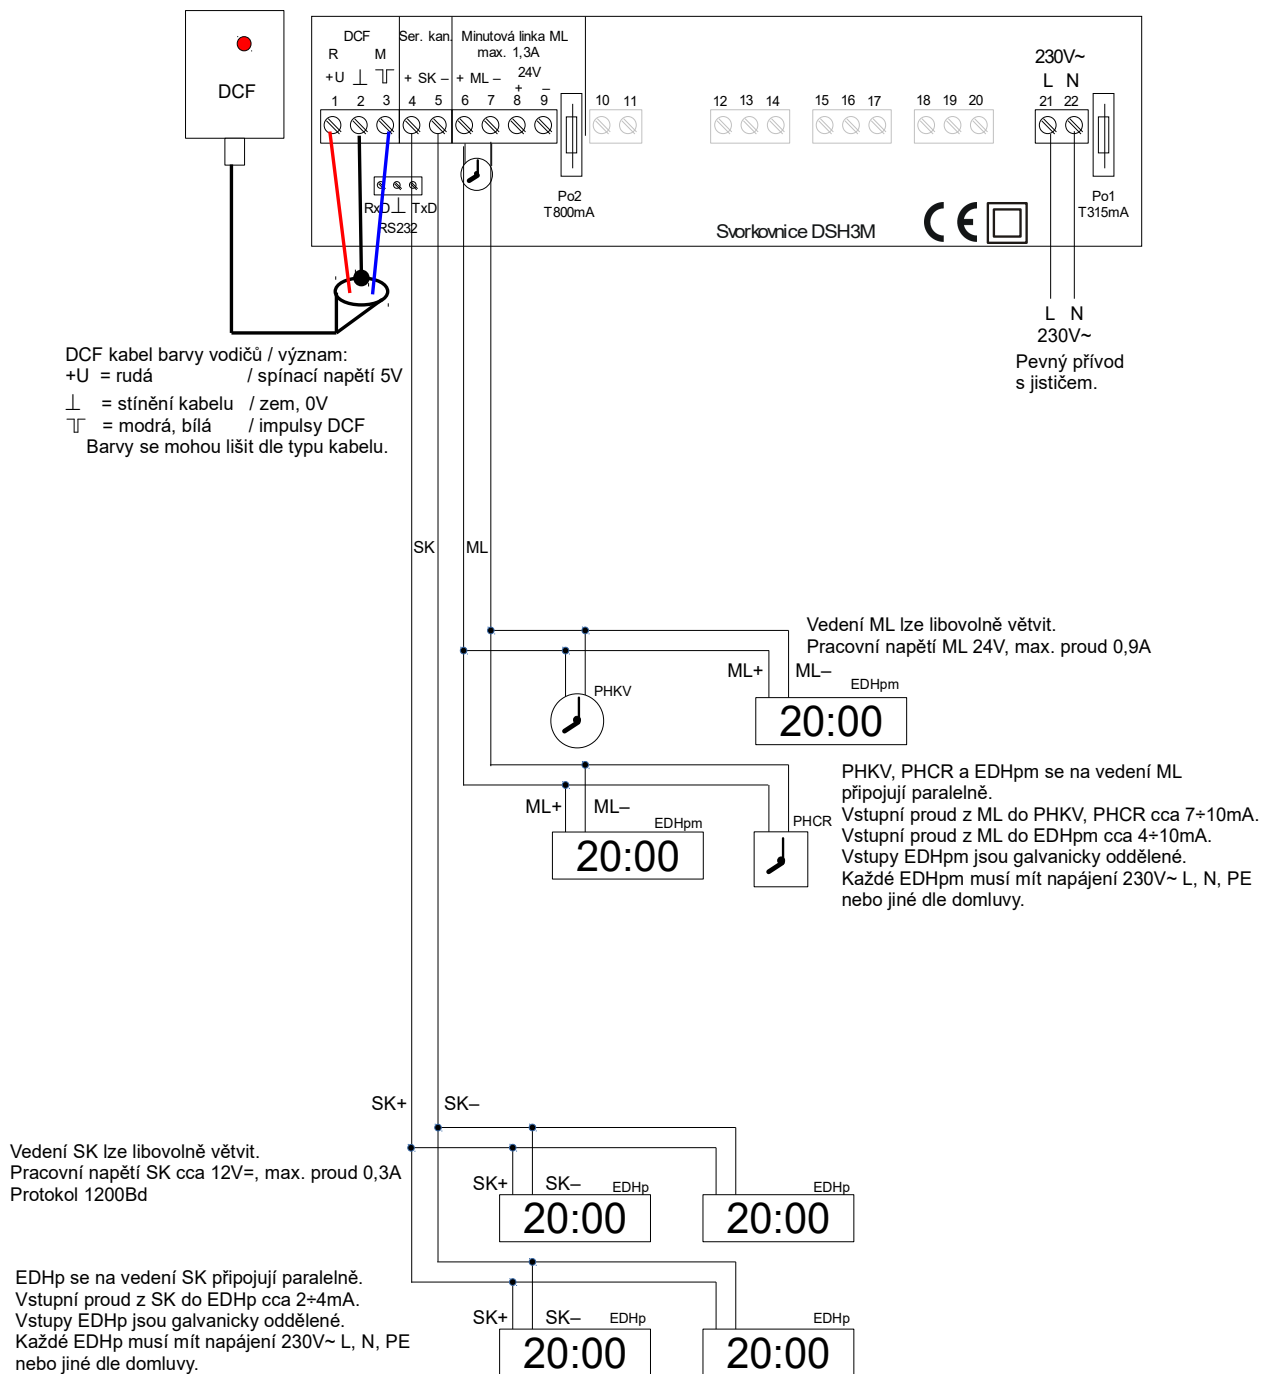 DCF
DCF
Ser. kan.
Minutová linka ML
max. 1,3A
R M
+U ⊥
+ SK – + ML –
24V
+ –
1 2 3 4 5 6 7 8 9 10 11 12 13 14 15 16 17 18 19 20
230V~
L N
21 22
RxD ⊥ TxD
RS232
Po2
T800mA
Po1
T315mA
Svorkovnice DSH3M
CE
L N
230V~
Pevný přívod
s jističem.
DCF kabel barvy vodičů / význam:
+U = rudá / spínací napětí 5V
⊥ = stínění kabelu / zem, 0V
= modrá, bílá / impulsy DCF
Barvy se mohou lišit dle typu kabelu.
SK ML
Vedení ML lze libovolně větvit.
Pracovní napětí ML 24V, max. proud 0,9A
ML+ ML–
EDHpm
PHKV
20:00
PHKV, PHCR a EDHpm se na vedení ML
připojují paralelně.
Vstupní proud z ML do PHKV, PHCR cca 7÷10mA.
Vstupní proud z ML do EDHpm cca 4÷10mA.
Vstupy EDHpm jsou galvanicky oddělené.
Každé EDHpm musí mít napájení 230V~ L, N, PE
nebo jiné dle domluvy.
ML+ ML–
EDHpm
PHCR
20:00
SK+ SK–
Vedení SK lze libovolně větvit.
Pracovní napětí SK cca 12V=, max. proud 0,3A
Protokol 1200Bd
SK+ SK– EDHp EDHp
20:00 20:00
EDHp se na vedení SK připojují paralelně.
Vstupní proud z SK do EDHp cca 2÷4mA.
Vstupy EDHp jsou galvanicky oddělené.
Každé EDHp musí mít napájení 230V~ L, N, PE
nebo jiné dle domluvy.
SK+ SK– EDHp EDHp
20:00 20:00